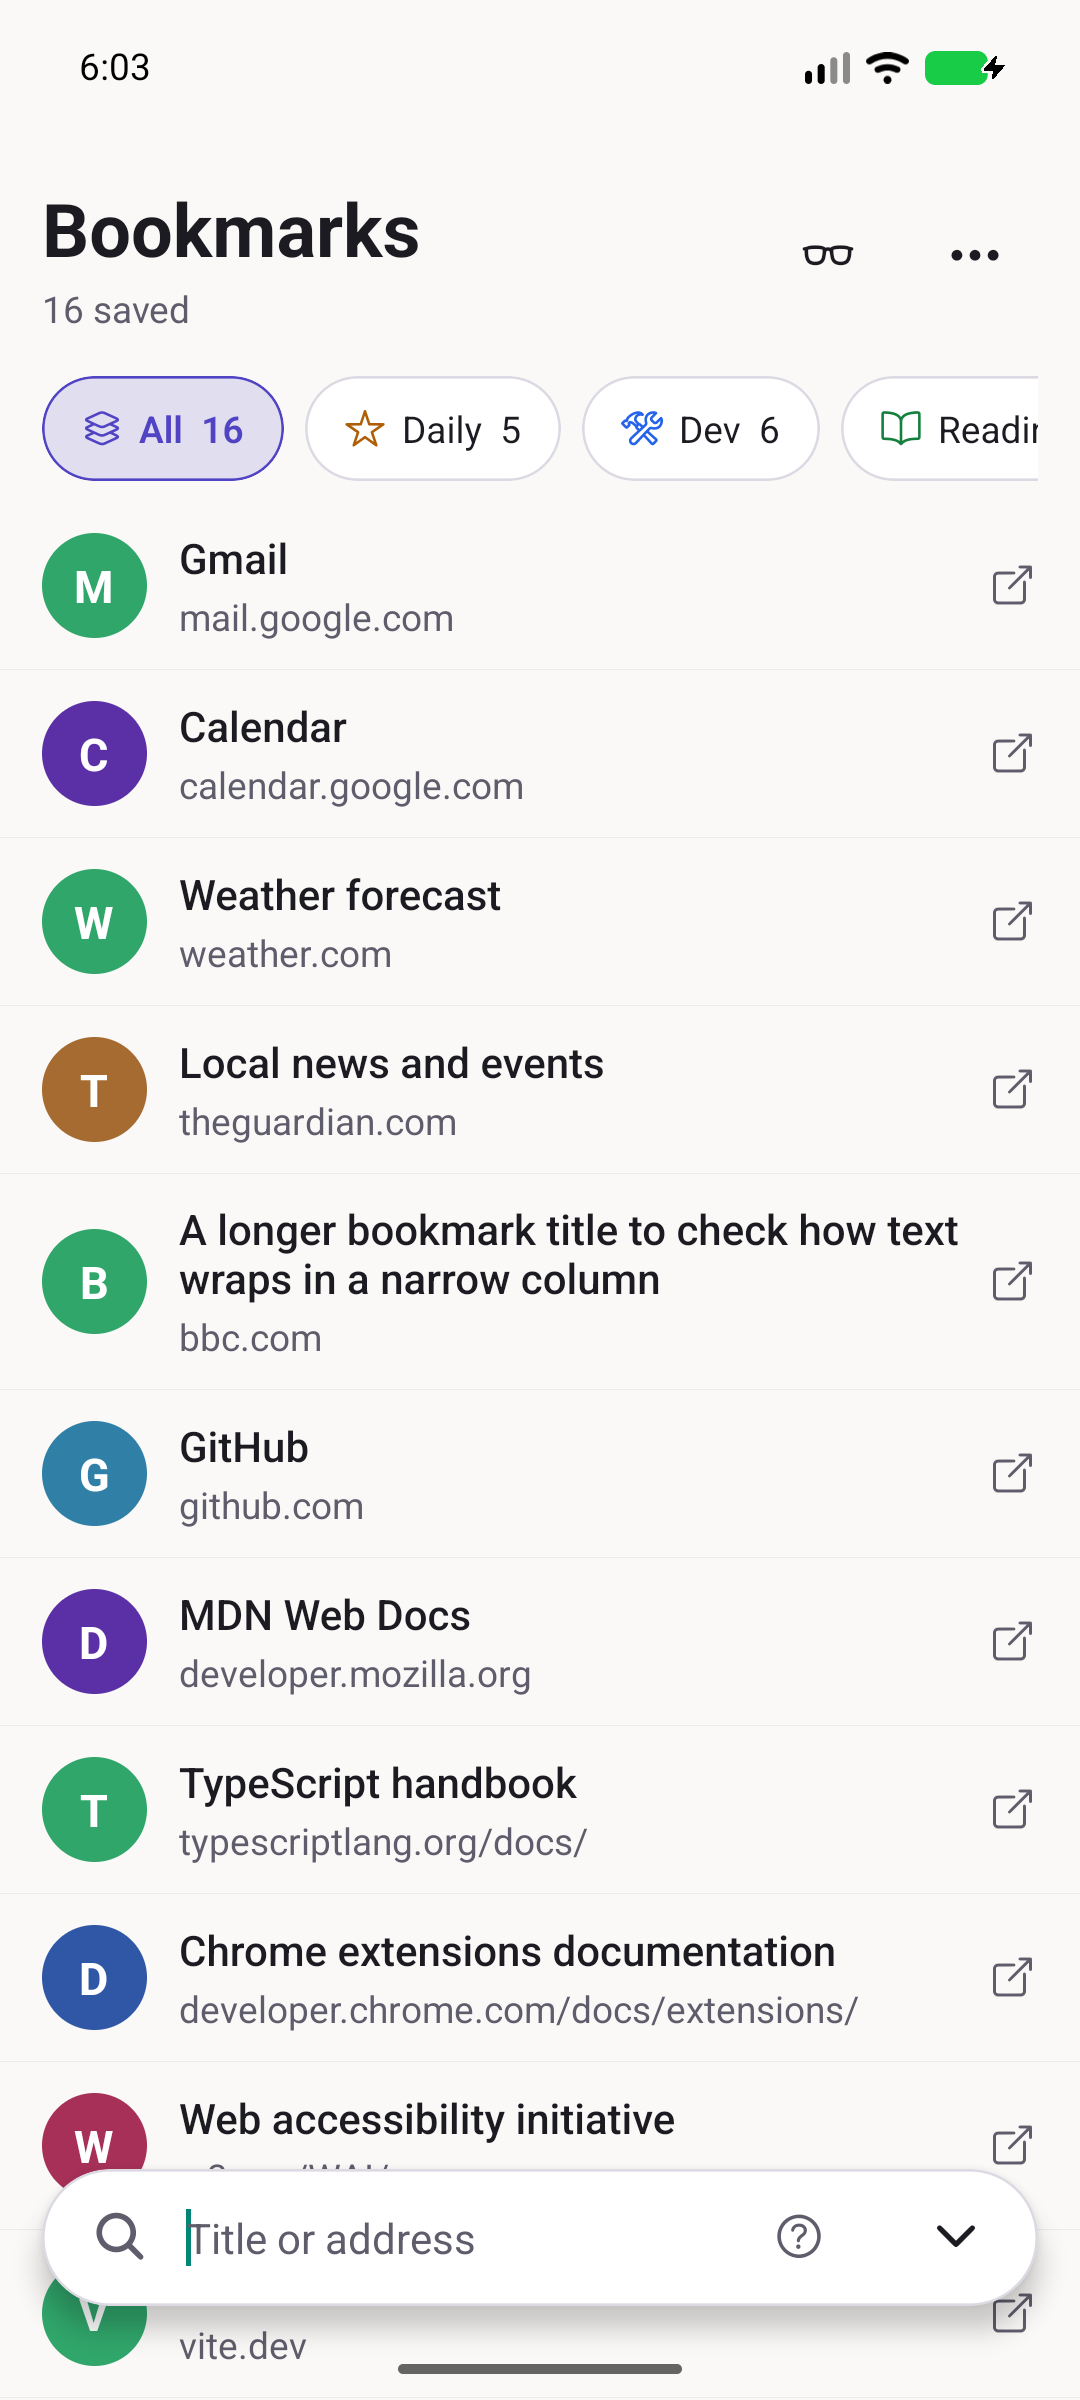 6:03
Bookmarks
16 saved
All 16
Daily 5
Dev 6
M
Gmail
mail.google.com
C
Calendar
calendar.google.com
W
Weather forecast
weather.com
T
Local news and events
theguardian.com
B
A longer bookmark title to check how text
wraps in a narrow column
bbc.com
G
GitHub
github.com
D
MDN Web Docs
developer.mozilla.org
T
TypeScript handbook
typescriptlang.org/docs/
D
Chrome extensions documentation
developer.chrome.com/docs/extensions/
W
Web accessibility initiative
Title or address
V
vite.dev